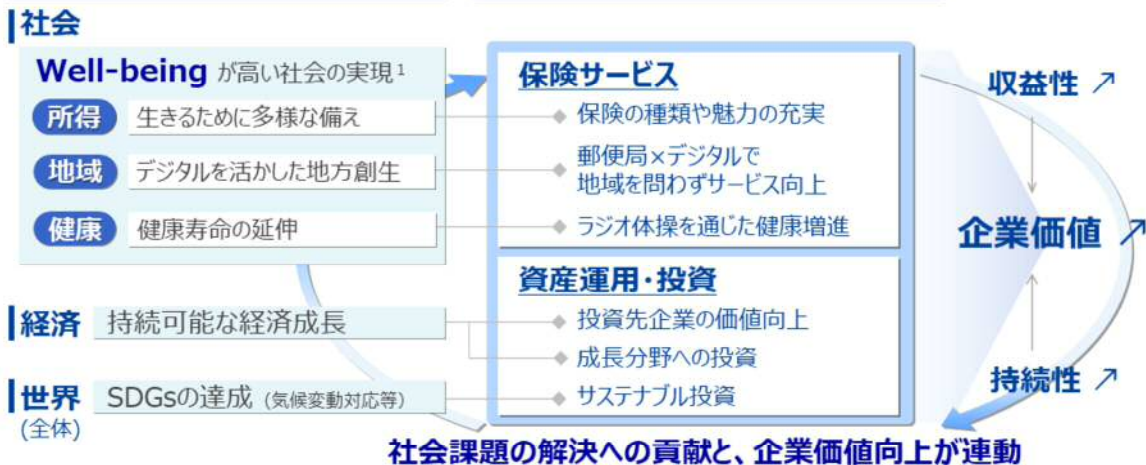 社会
Well-being が高い社会の実現1
所得 生きるために多様な備え
地域 デジタルを活かした地方創生
健康 健康寿命の延伸
経済 持続可能な経済成長
世界 SDGsの達成 (気候変動対応等)
(全体)
保険サービス
保険の種類や魅力の充実
郵便局×デジタルで
地域を問わずサービス向上
ラジオ体操を通じた健康増進
資産運用・投資
投資先企業の価値向上
成長分野への投資
サステナブル投資
収益性 ↗
企業価値 ↗
持続性 ↗
社会課題の解決への貢献と、企業価値向上が連動